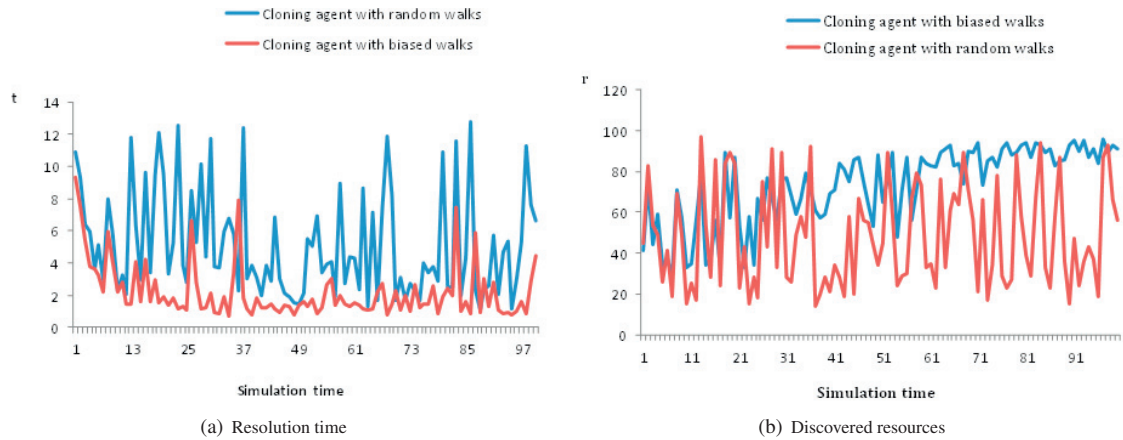 Cloning agent with random walks
Cloning agent with biased walks
t
14
12
10
8
6
4
2
0
1 13 25 37 49 61 73 85 97
Simulation time
(a) Resolution time
Cloning agent with biased walks
Cloning agent with random walks
r
120
100
80
60
40
20
0
1 11 21 31 41 51 61 71 81 91
Simulation time
(b) Discovered resources